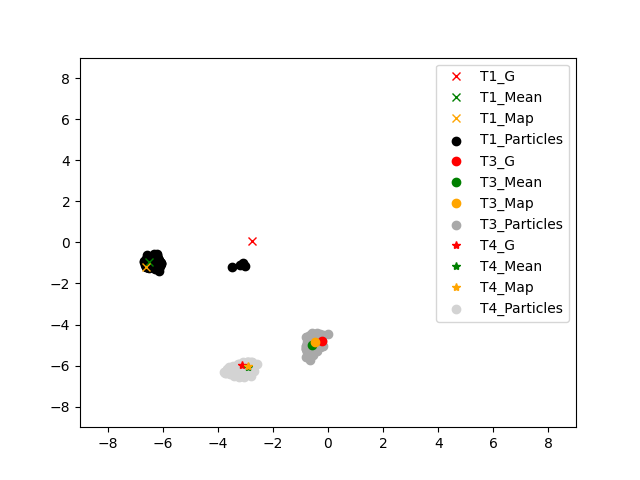 8
6
4
2
0
−2
−4
−6
−8
−8 −6 −4 −2 0 2 4 6 8
T1_G
T1_Mean
T1_Map
T1_Particles
T3_G
T3_Mean
T3_Map
T3_Particles
T4_G
T4_Mean
T4_Map
T4_Particles